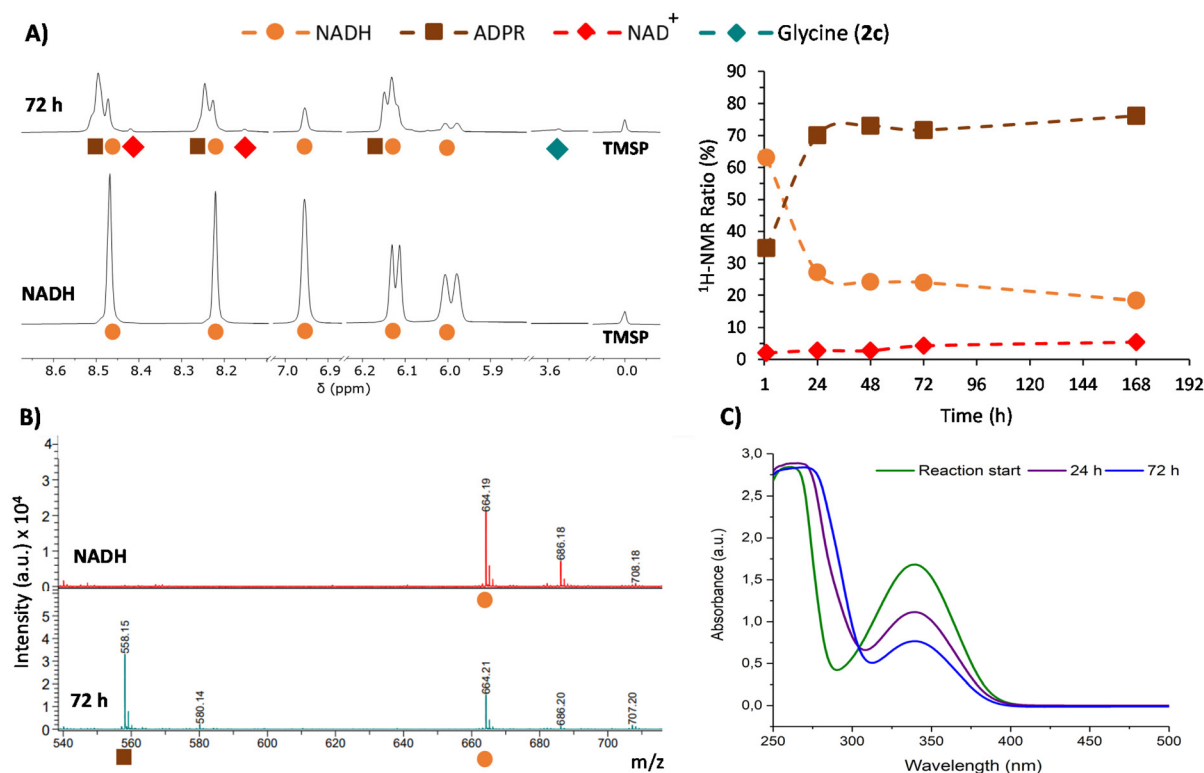 A)
NADH ADPR NAD+ Glycine (2c)
72 h
TMSP
NADH
TMSP
8.6 8.5 8.4 8.3 8.2 7.0 6.9 6.2 6.1 6.0 5.9 3.6 0.0
δ (ppm)
90
80
70
60
50
40
30
20
10
0
1H-NMR Ratio (%)
1 24 48 72 96 120 144 168 192
Time (h)
B)
4
3
2
1
0
NADH
664.19
686.18
708.18
Intensity (a.u.) x 10⁴
5
4
3
2
1
0
72 h
558.15
580.14
664.21
686.20
707.20
540 560 580 600 620 640 660 680 700
m/z
C)
3,0
2,5
2,0
1,5
1,0
0,5
0,0
Absorbance (a.u.)
Reaction start 24 h 72 h
250 300 350 400 450 500
Wavelength (nm)